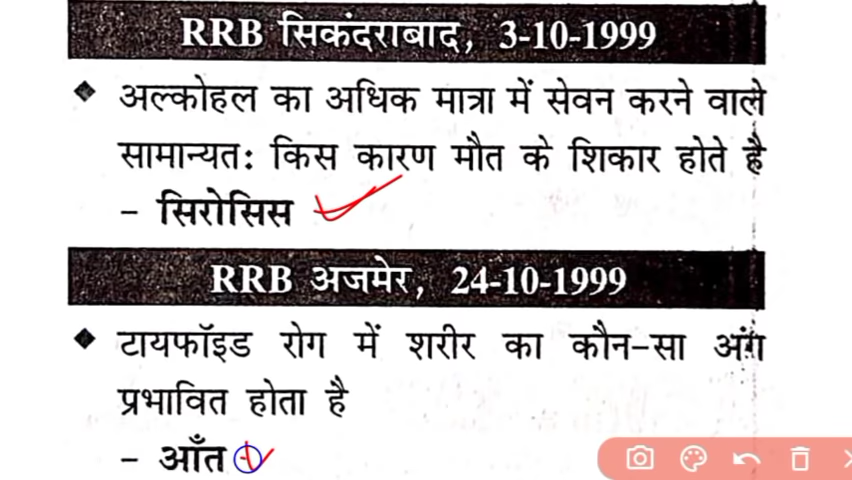 RRB सिकंदराबाद, 3-10-1999
◆ अल्कोहल का अधिक मात्रा में सेवन करने वाले
सामान्यत: किस कारण मौत के शिकार होते है
– सिरोसिस
RRB अजमेर, 24-10-1999
◆ टायफॉइड रोग में शरीर का कौन-सा अंग
प्रभावित होता है
– आँत